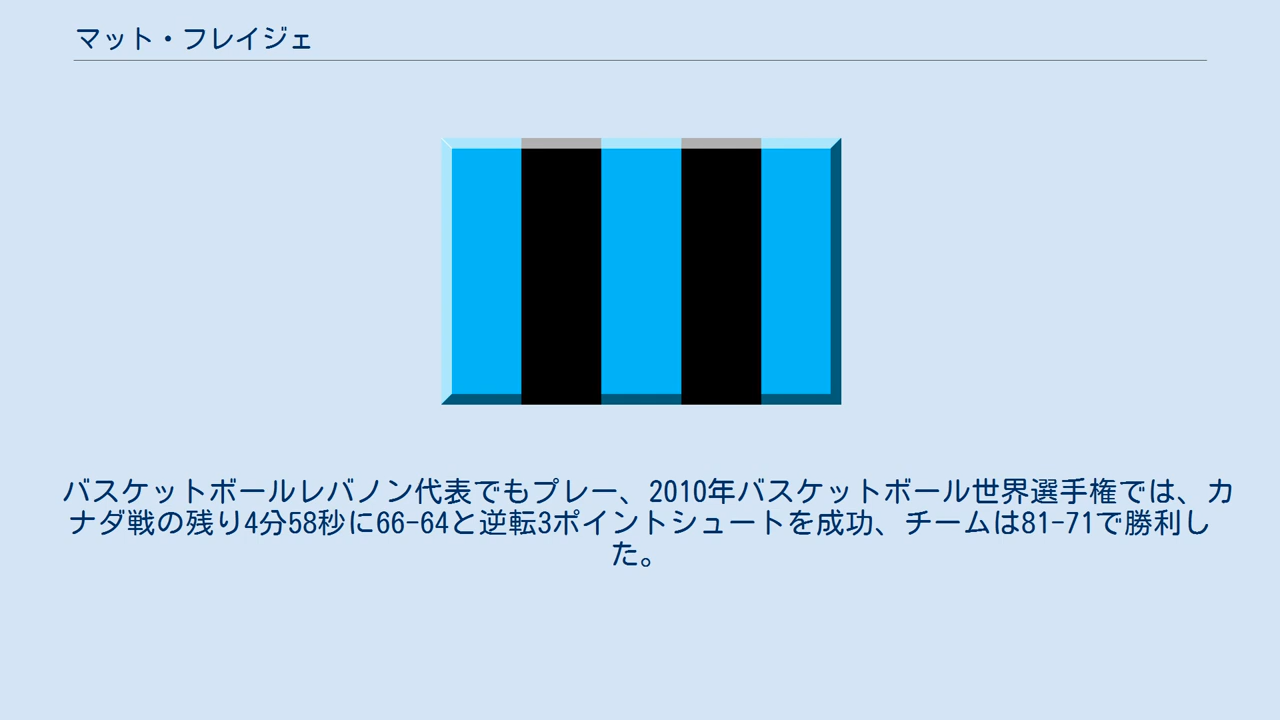 マット・フレイジェ
バスケットボールレバノン代表でもプレー、2010年バスケットボール世界選手権では、カ
ナダ戦の残り4分58秒に66-64と逆転3ポイントシュートを成功、チームは81-71で勝利し
た。